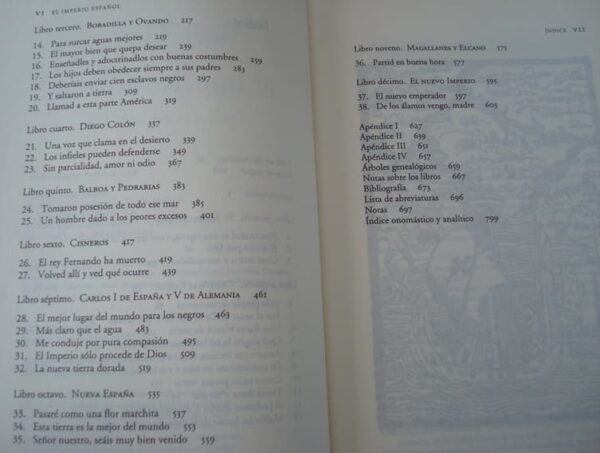 VI EL IMPERIO ESPAÑOL
Libro tercero. BOBADILLA Y OVANDO 217
14. Para surcar aguas mejores 219
15. El mayor bien que quepa desear 239
16. Enseñadles y adoctrinadlos con buenas costumbres 259
17. Los hijos deben obedecer siempre a sus padres 283
18. Deberíais enviar cien esclavos negros 297
19. Y saltaron a tierra 309
20. Llamad a esta parte América 319
Libro cuarto. DIEGO COLÓN 337
21. Una voz que clama en el desierto 339
22. Los infieles pueden defenderse 349
23. Sin parcialidad, amor ni odio 367
Libro quinto. BALBOA Y PEDRARIAS 383
24. Tomaron posesión de todo ese mar 385
25. Un hombre dado a los peores excesos 401
Libro sexto. CISNEROS 417
26. El rey Fernando ha muerto 419
27. Volved allí y ved qué ocurre 439
Libro séptimo. CARLOS I DE ESPAÑA Y V DE ALEMANIA 461
28. El mejor lugar del mundo para los negros 463
29. Más claro que el agua 483
30. Me conduje por pura compasión 495
31. El Imperio sólo procede de Dios 509
32. La nueva tierra dorada 519
Libro octavo. NUEVA ESPAÑA 535
33. Pasaré como una flor marchita 537
34. Esta tierra es la mejor del mundo 553
35. Señor nuestro, seáis muy bien venido 559
ÍNDICE VII
Libro noveno. MAGALLANES Y ELCANO 575
36. Partid en buena hora 577
Libro décimo. EL NUEVO IMPERIO 595
37. El nuevo emperador 597
38. De los álamos vengo, madre 605
Apéndice I 627
Apéndice II 639
Apéndice III 651
Apéndice IV 657
Árboles genealógicos 659
Notas sobre los libros 667
Bibliografía 673
Lista de abreviaturas 696
Notas 697
Índice onomástico y analítico 799